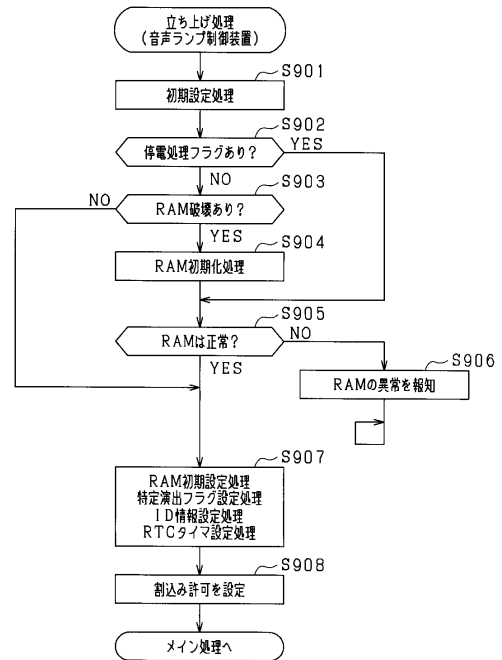 立ち上げ処理
(音声ランプ制御装置)
S901
初期設定処理
S902
停電処理フラグあり?
YES
NO
S903
NO
RAM破壊あり?
YES
S904
RAM初期化処理
S905
RAMは正常?
NO
YES
S906
RAMの異常を報知
S907
RAM初期設定処理
特定演出フラグ設定処理
ID情報設定処理
RTCタイマ設定処理
S908
割込み許可を設定
メイン処理へ